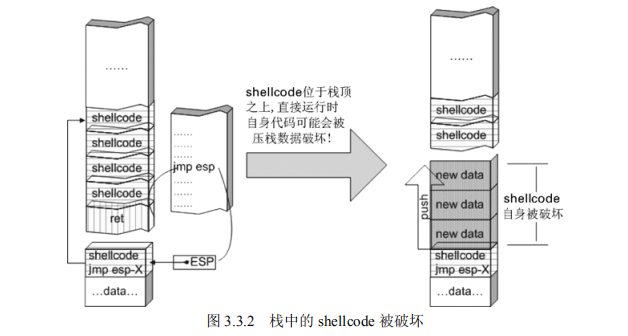 ......
shellcode
shellcode
shellcode
shellcode
ret
shellcode
jmp esp-X
...data...
......
jmp esp
......
ESP
shellcode位于栈顶
之上,直接运行时
自身代码可能会被
压栈数据破坏!
......
shellcode
shellcode
new data
new data
new data
push
shellcode
自身被破坏
shellcode
jmp esp-X
...data...
图 3.3.2 栈中的 shellcode 被破坏